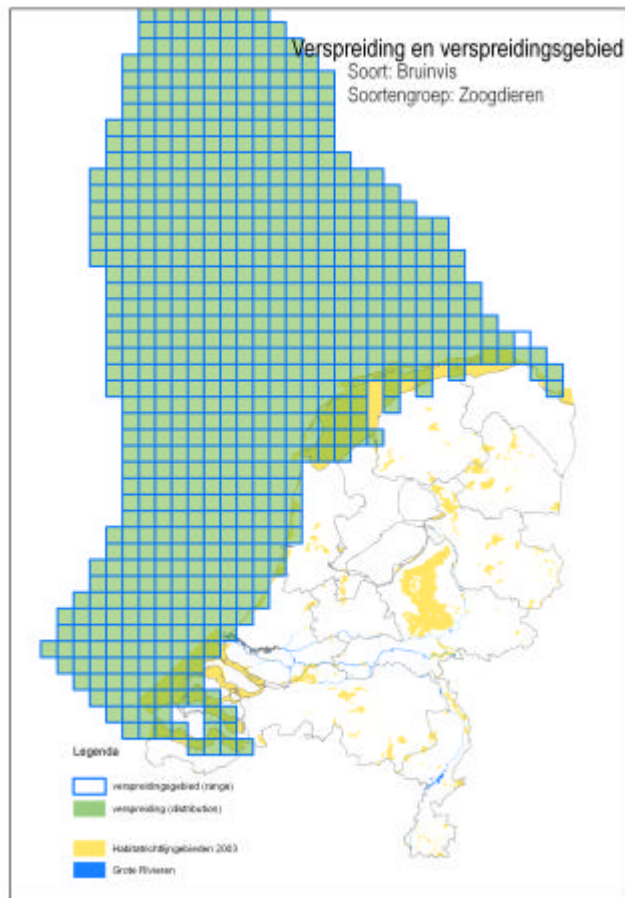 Verspreiding en verspreidingsgebied
Soort: Bruinvis
Soortengroep: Zoogdieren
Legenda
verspreidingsgebied (range)
verspreiding (distribution)
Habitatrichtlijngebieden 2003
Grote Rivieren